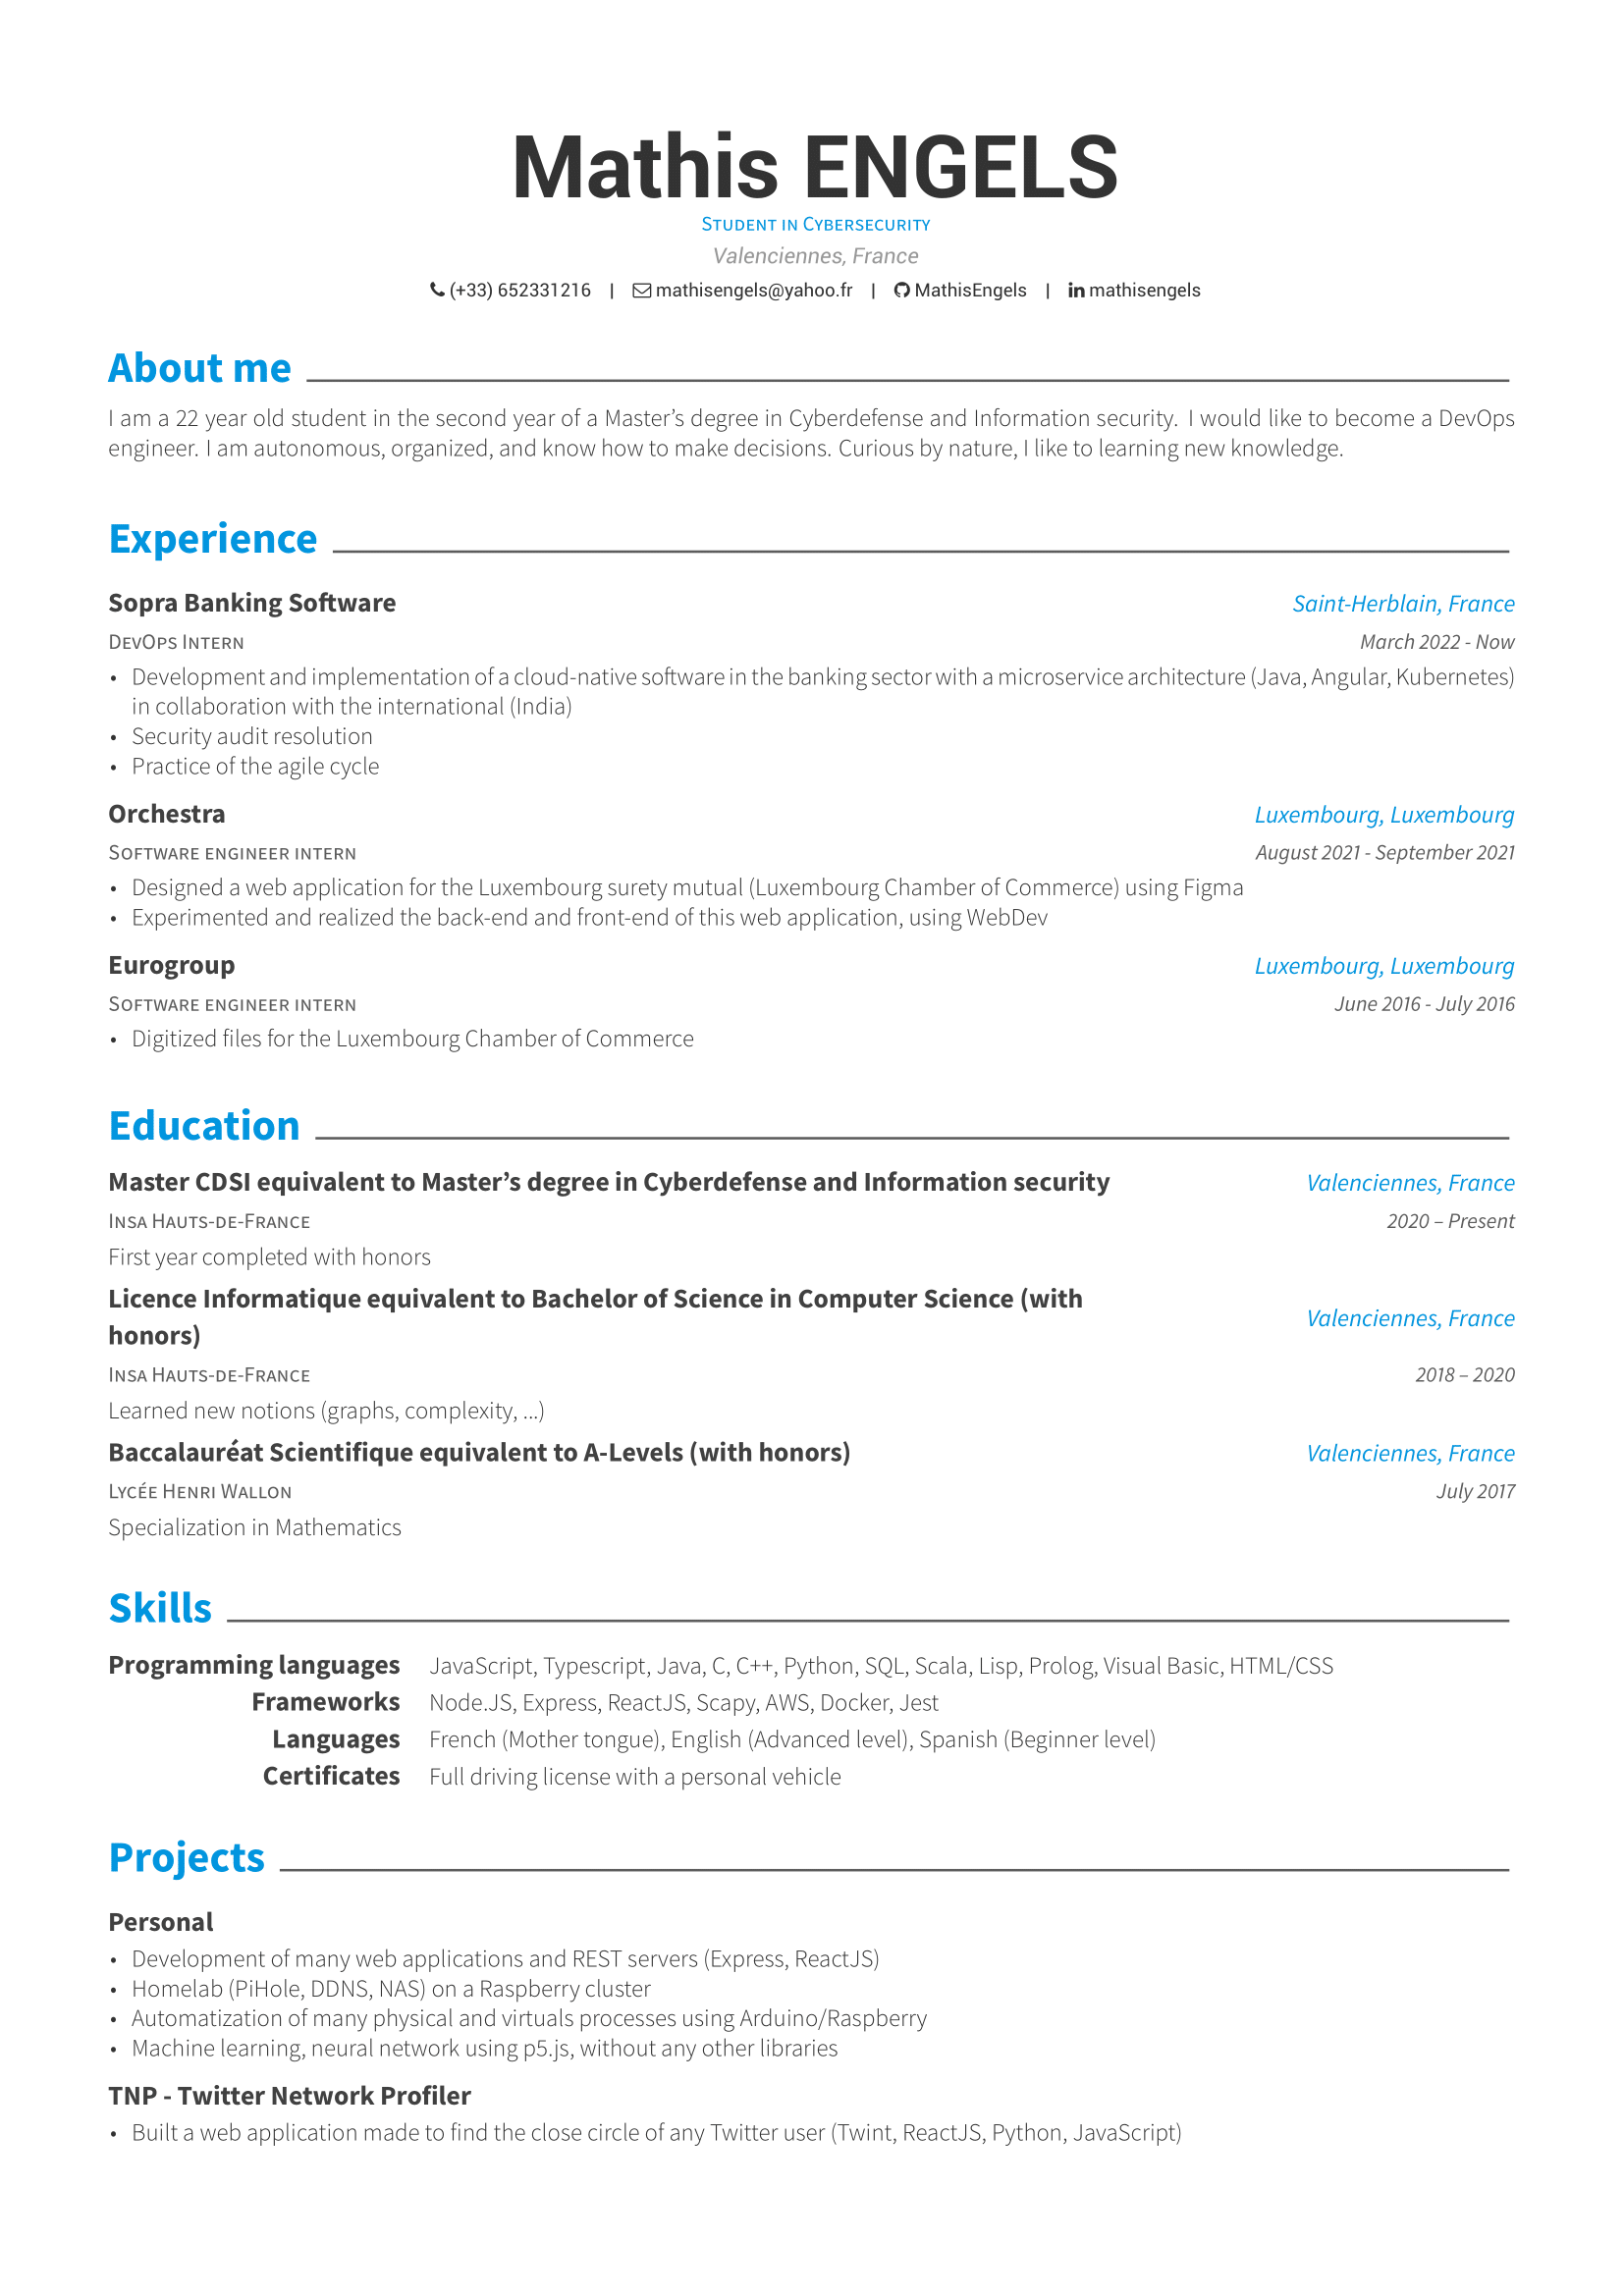 Mathis ENGELS
Student in Cybersecurity
Valenciennes, France
(+33) 652331216 | mathisengels@yahoo.fr | MathisEngels | mathisengels
About me
I am a 22 year old student in the second year of a Master’s degree in Cyberdefense and Information security. I would like to become a DevOps
engineer. I am autonomous, organized, and know how to make decisions. Curious by nature, I like to learning new knowledge.
Experience
Sopra Banking Software Saint-Herblain, France
DevOps Intern March 2022 - Now
• Development and implementation of a cloud-native software in the banking sector with a microservice architecture (Java, Angular, Kubernetes)
in collaboration with the international (India)
• Security audit resolution
• Practice of the agile cycle
Orchestra Luxembourg, Luxembourg
Software engineer intern August 2021 - September 2021
• Designed a web application for the Luxembourg surety mutual (Luxembourg Chamber of Commerce) using Figma
• Experimented and realized the back-end and front-end of this web application, using WebDev
Eurogroup Luxembourg, Luxembourg
Software engineer intern June 2016 - July 2016
• Digitized files for the Luxembourg Chamber of Commerce
Education
Master CDSI equivalent to Master’s degree in Cyberdefense and Information security Valenciennes, France
Insa Hauts-de-France 2020 – Present
First year completed with honors
Licence Informatique equivalent to Bachelor of Science in Computer Science (with
honors) Valenciennes, France
Insa Hauts-de-France 2018 – 2020
Learned new notions (graphs, complexity, ...)
Baccalauréat Scientifique equivalent to A-Levels (with honors) Valenciennes, France
Lycée Henri Wallon July 2017
Specialization in Mathematics
Skills
Programming languages JavaScript, Typescript, Java, C, C++, Python, SQL, Scala, Lisp, Prolog, Visual Basic, HTML/CSS
Frameworks Node.JS, Express, ReactJS, Scapy, AWS, Docker, Jest
Languages French (Mother tongue), English (Advanced level), Spanish (Beginner level)
Certificates Full driving license with a personal vehicle
Projects
Personal
• Development of many web applications and REST servers (Express, ReactJS)
• Homelab (PiHole, DDNS, NAS) on a Raspberry cluster
• Automatization of many physical and virtuals processes using Arduino/Raspberry
• Machine learning, neural network using p5.js, without any other libraries
TNP - Twitter Network Profiler
• Built a web application made to find the close circle of any Twitter user (Twint, ReactJS, Python, JavaScript)